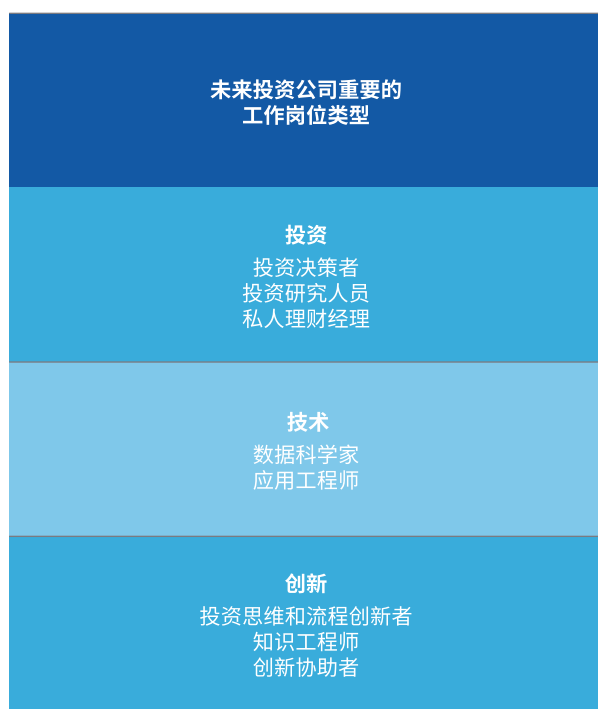 未来投资公司重要的
工作岗位类型
投资
投资决策者
投资研究人员
私人理财经理
技术
数据科学家
应用工程师
创新
投资思维和流程创新者
知识工程师
创新协助者